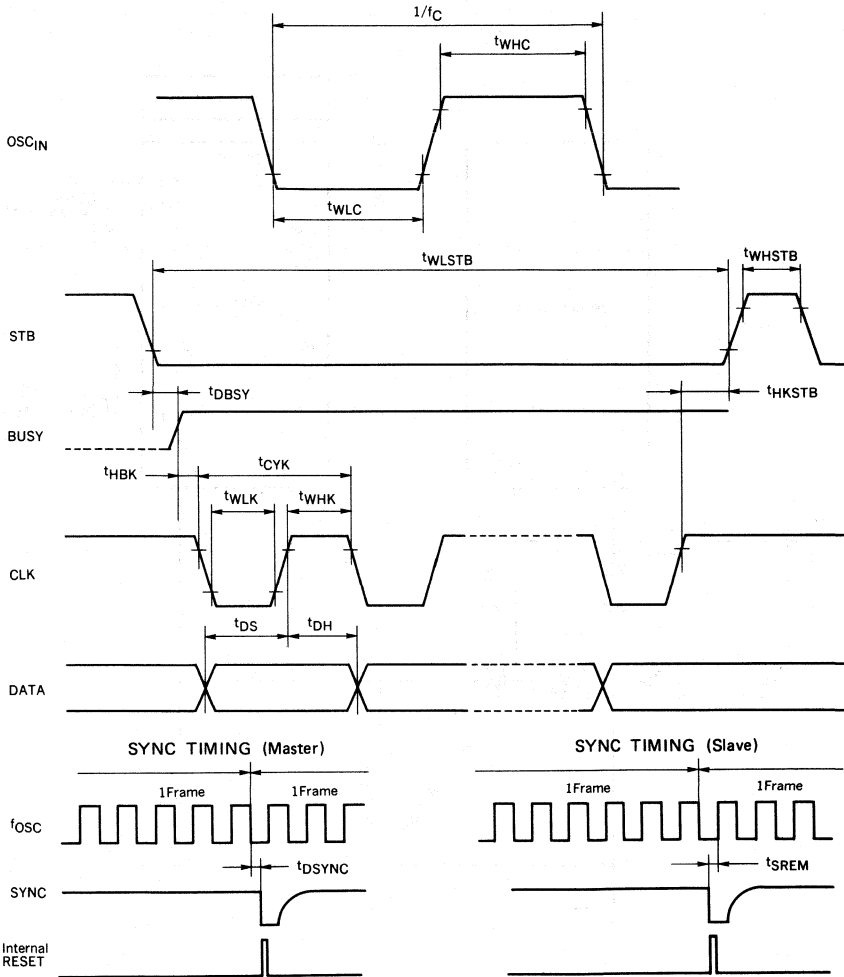 1/fC
tWHC
OSCIN
tWLC
tWLSTB
tWHSTB
STB
tDBSY
tHKSTB
BUSY
tHBK
tCYK
tWLK
tWHK
CLK
tDS
tDH
DATA
SYNC TIMING (Master)
SYNC TIMING (Slave)
1Frame
1Frame
1Frame
1Frame
fOSC
tDSYNC
tSREM
SYNC
Internal
RESET